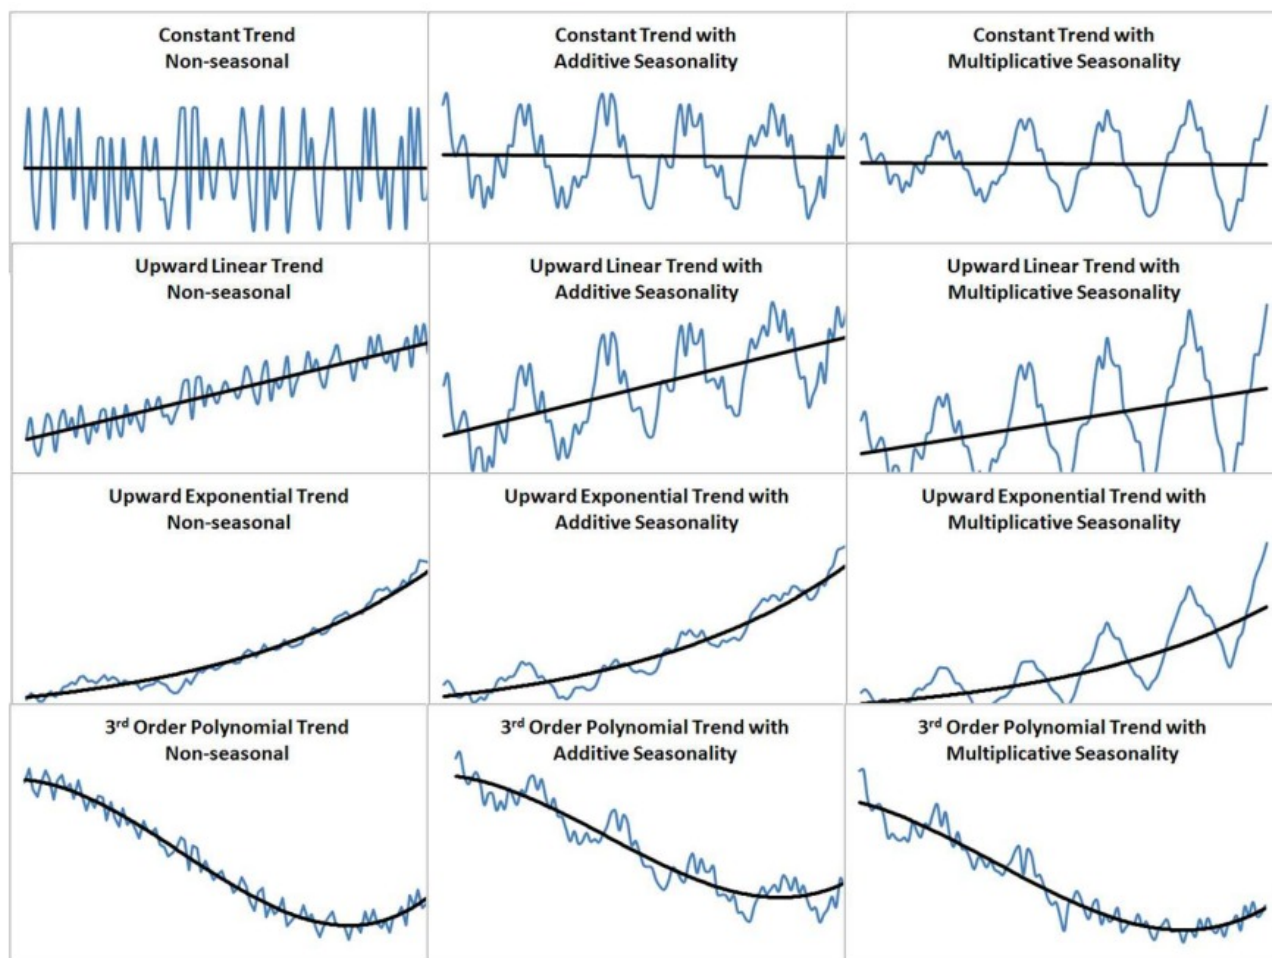 Constant Trend
Non-seasonal
Constant Trend with
Additive Seasonality
Constant Trend with
Multiplicative Seasonality
Upward Linear Trend
Non-seasonal
Upward Linear Trend with
Additive Seasonality
Upward Linear Trend with
Multiplicative Seasonality
Upward Exponential Trend
Non-seasonal
Upward Exponential Trend with
Additive Seasonality
Upward Exponential Trend with
Multiplicative Seasonality
3rd Order Polynomial Trend
Non-seasonal
3rd Order Polynomial Trend with
Additive Seasonality
3rd Order Polynomial Trend with
Multiplicative Seasonality